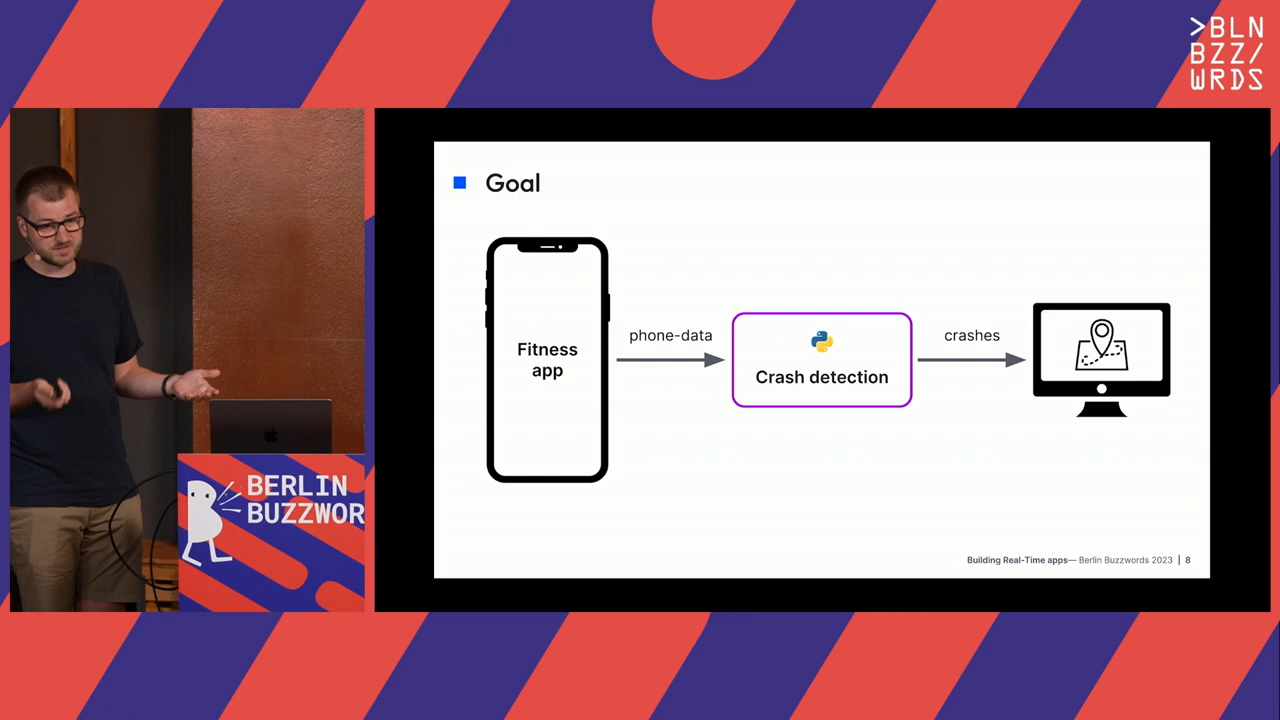 >BLN
BZZ/
WRDS
Goal
Fitness
app
phone-data
Crash detection
crashes
BERLIN
BUZZWOR
Building Real-Time apps— Berlin Buzzwords 2023 | 8